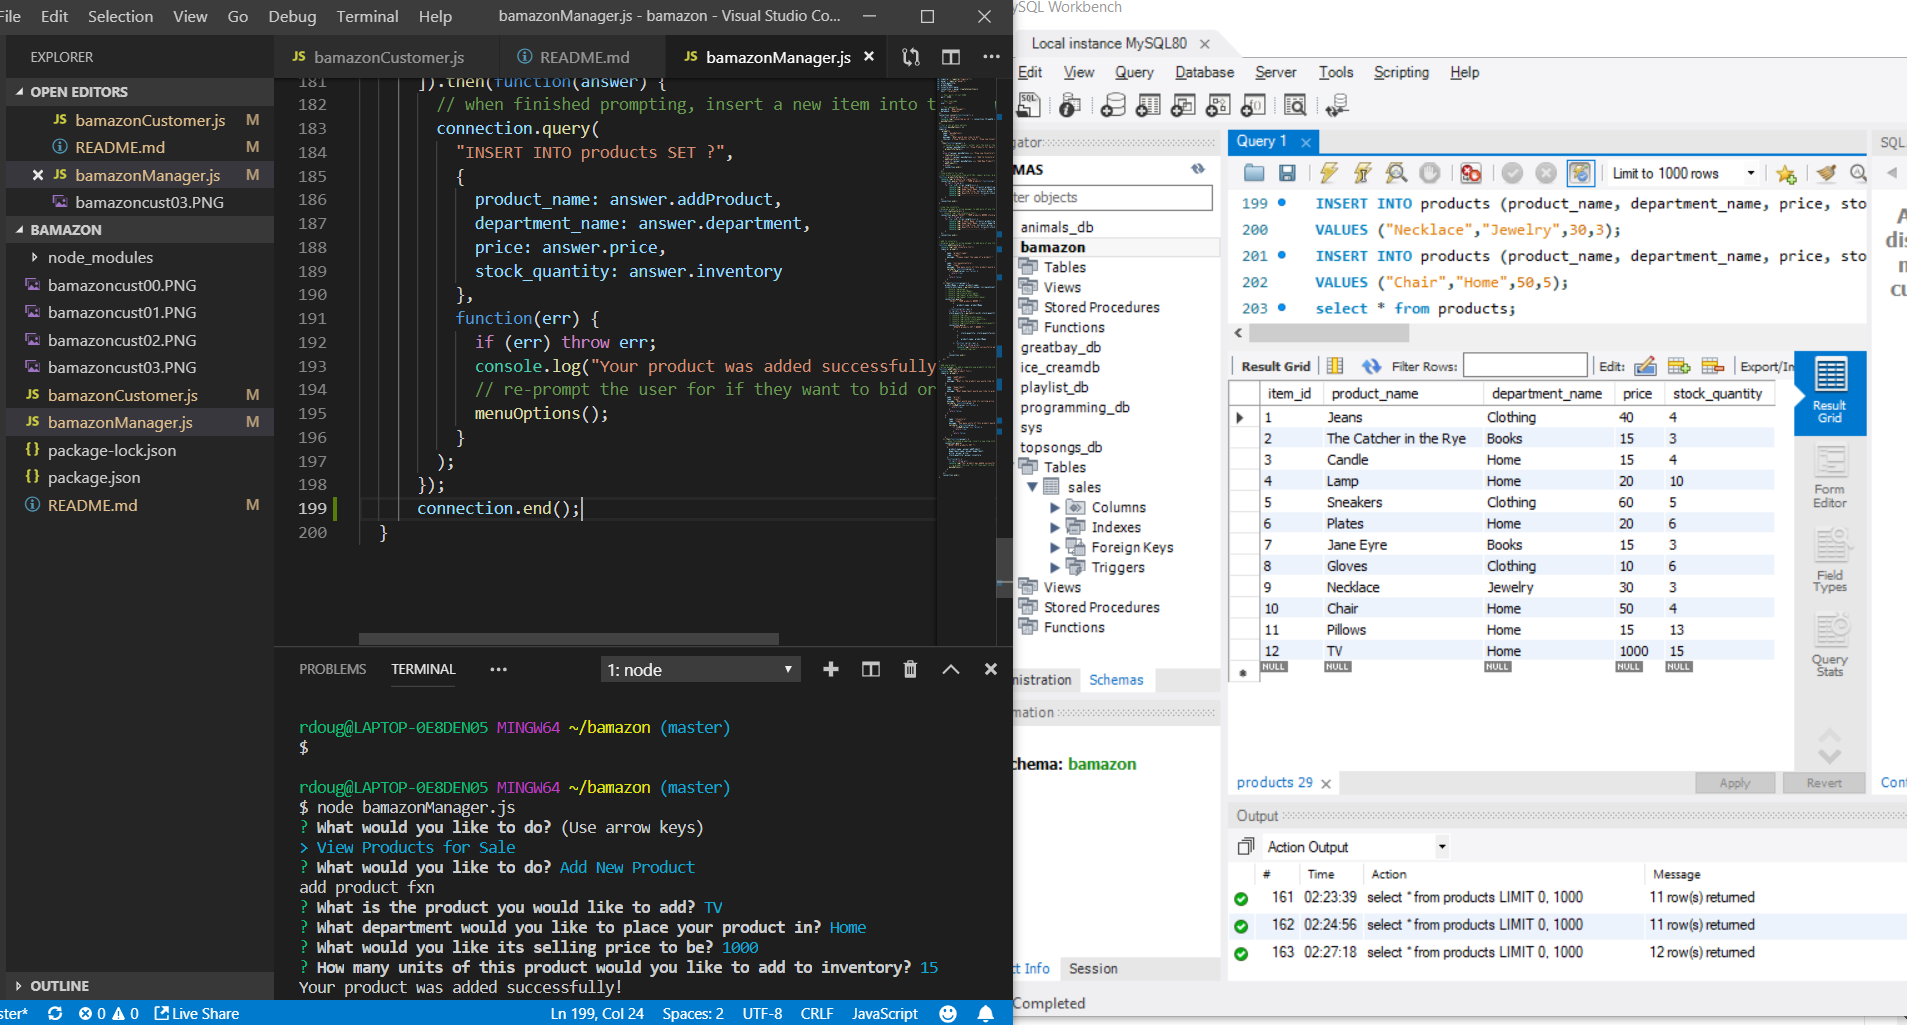 File Edit Selection View Go Debug Terminal Help bamazonManager.js - bamazon - Visual Studio Co...
EXPLORER
OPEN EDITORS
JS bamazonCustomer.js M
README.md M
JS bamazonManager.js M
bamazoncust03.PNG
BAMAZON
node_modules
bamazoncust00.PNG
bamazoncust01.PNG
bamazoncust02.PNG
bamazoncust03.PNG
JS bamazonCustomer.js M
JS bamazonManager.js M
{} package-lock.json
{} package.json
README.md M
OUTLINE
JS bamazonCustomer.js README.md JS bamazonManager.js
181 ]).then(function(answer) {
182 // when finished prompting, insert a new item into t
183 connection.query(
184 "INSERT INTO products SET ?",
185 {
186 product_name: answer.addProduct,
187 department_name: answer.department,
188 price: answer.price,
189 stock_quantity: answer.inventory
190 },
191 function(err) {
192 if (err) throw err;
193 console.log("Your product was added successfully
194 // re-prompt the user for if they want to bid or
195 menuOptions();
196 }
197 );
198 });
199 connection.end();
200 }
PROBLEMS TERMINAL ••• 1: node
rdoug@LAPTOP-0E8DEN05 MINGW64 ~/bamazon (master)
$
rdoug@LAPTOP-0E8DEN05 MINGW64 ~/bamazon (master)
$ node bamazonManager.js
? What would you like to do? (Use arrow keys)
> View Products for Sale
? What would you like to do? Add New Product
add product fxn
? What is the product you would like to add? TV
? What department would you like to place your product in? Home
? What would you like its selling price to be? 1000
? How many units of this product would you like to add to inventory? 15
Your product was added successfully!
ster* 0 0 Live Share Ln 199, Col 24 Spaces: 2 UTF-8 CRLF JavaScript
ySQL Workbench
Local instance MySQL80
Edit View Query Database Server Tools Scripting Help
gator
MAS
ter objects
animals_db
bamazon
Tables
Views
Stored Procedures
Functions
greatbay_db
ice_creamdb
playlist_db
programming_db
sys
topsongs_db
Tables
sales
Columns
Indexes
Foreign Keys
Triggers
Views
Stored Procedures
Functions
nistration Schemas
mation
chema: bamazon
ct Info Session
Completed
Query 1
SQL
Limit to 1000 rows
199 INSERT INTO products (product_name, department_name, price, sto
200 VALUES ("Necklace","Jewelry",30,3);
201 INSERT INTO products (product_name, department_name, price, sto
202 VALUES ("Chair","Home",50,5);
203 select * from products;
A
dis
n
cu
Result Grid Filter Rows: Edit: Export/Im
item_id product_name department_name price stock_quantity
1 Jeans Clothing 40 4
2 The Catcher in the Rye Books 15 3
3 Candle Home 15 4
4 Lamp Home 20 10
5 Sneakers Clothing 60 5
6 Plates Home 20 6
7 Jane Eyre Books 15 3
8 Gloves Clothing 10 6
9 Necklace Jewelry 30 3
10 Chair Home 50 4
11 Pillows Home 15 13
12 TV Home 1000 15
NULL NULL NULL NULL NULL
Result
Grid
Form
Editor
Field
Types
Query
Stats
products 29 Apply Revert Con
Output
Action Output
# Time Action Message
161 02:23:39 select * from products LIMIT 0, 1000 11 row(s) returned
162 02:24:56 select * from products LIMIT 0, 1000 11 row(s) returned
163 02:27:18 select * from products LIMIT 0, 1000 12 row(s) returned